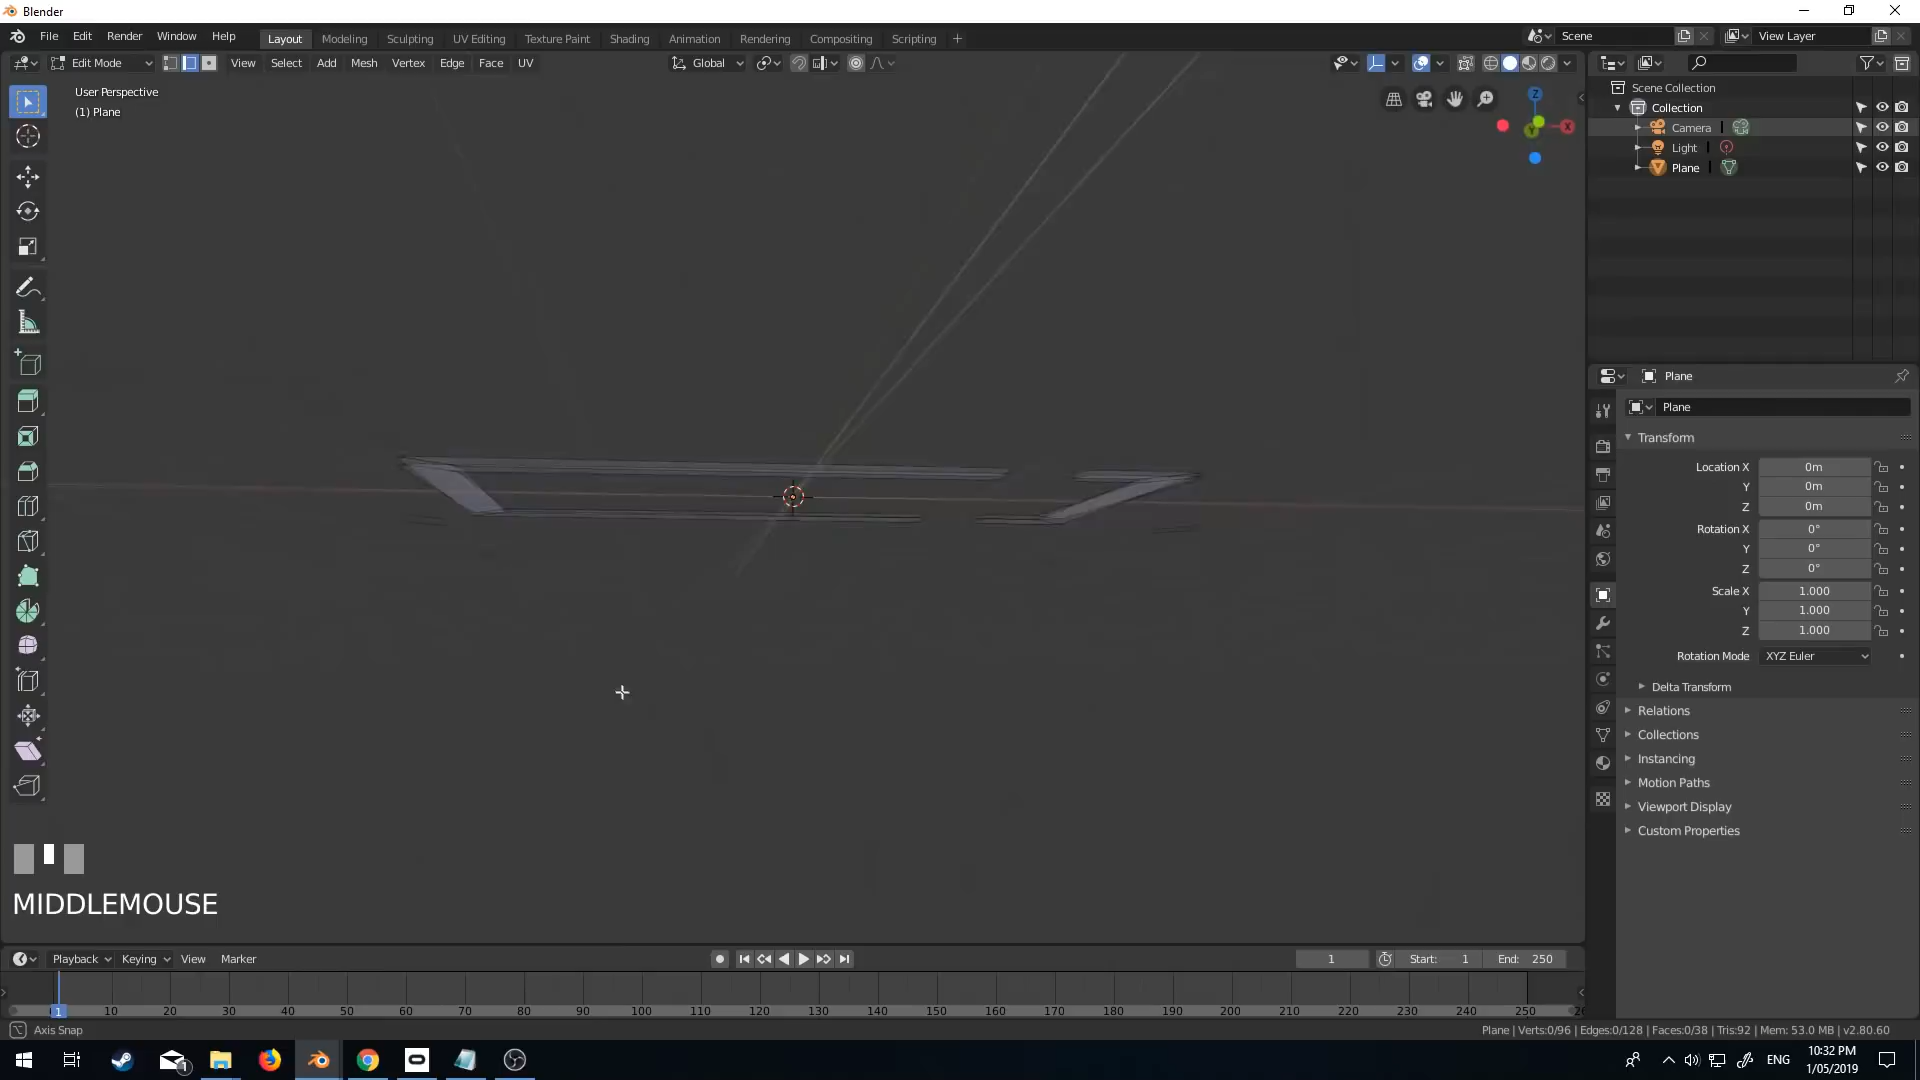 Blender
File Edit Render Window Help Layout Modeling Sculpting UV Editing Texture Paint Shading Animation Rendering Compositing Scripting + Scene View Layer
Edit Mode View Select Add Mesh Vertex Edge Face UV Global
User Perspective
(1) Plane
Z
X
Y
Scene Collection
Collection
Camera
Light
Plane
Plane
Plane
Transform
Location X 0m
Y 0m
Z 0m
Rotation X 0°
Y 0°
Z 0°
Scale X 1.000
Y 1.000
Z 1.000
Rotation Mode XYZ Euler
Delta Transform
Relations
Collections
Instancing
Motion Paths
Viewport Display
Custom Properties
MIDDLEMOUSE
Playback Keying View Marker 1 Start: 1 End: 250
1 10 20 30 40 50 60 70 80 90 100 110 120 130 140 150 160 170 180 190 200 210 220 230 240 250
Axis Snap Plane | Verts:0/96 | Edges:0/128 | Faces:0/38 | Tris:92 | Mem: 53.0 MB | v2.80.60
1 ENG 10:32 PM
1/05/2019